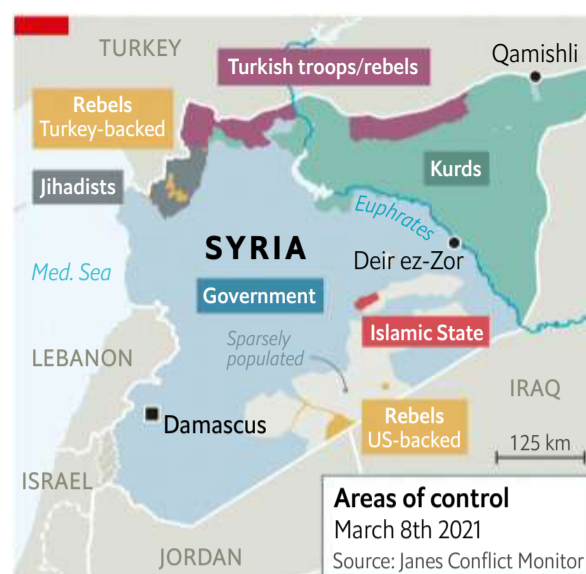 TURKEY
Qamishli
Turkish troops/rebels
Rebels
Turkey-backed
Jihadists
Kurds
Euphrates
SYRIA
Deir ez-Zor
Med. Sea
Government
Islamic State
Sparsely
populated
LEBANON
IRAQ
Rebels
US-backed
Damascus
125 km
ISRAEL
Areas of control
March 8th 2021
JORDAN
Source: Janes Conflict Monitor